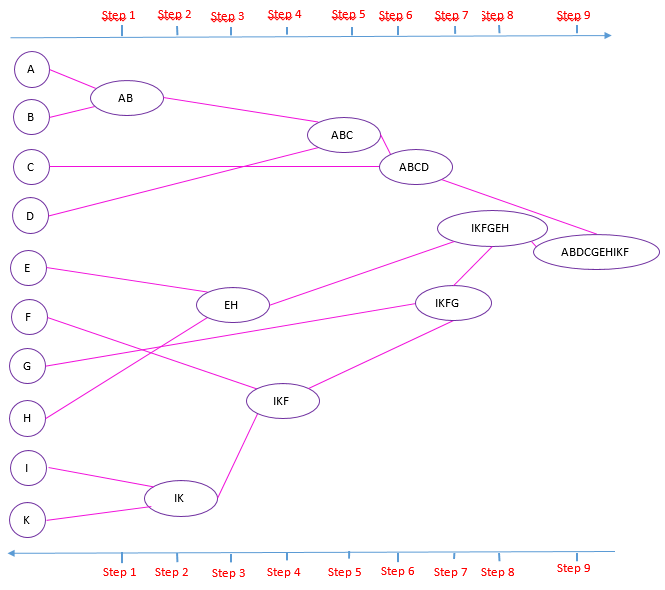 Step 1 Step 2 Step 3 Step 4 Step 5 Step 6 Step 7 Step 8 Step 9
A
AB
B
ABC
C
ABCD
D
IKFGEH
ABDCGEHIKF
E
EH
IKFG
F
G
IKF
H
I
IK
K
Step 1 Step 2 Step 3 Step 4 Step 5 Step 6 Step 7 Step 8 Step 9